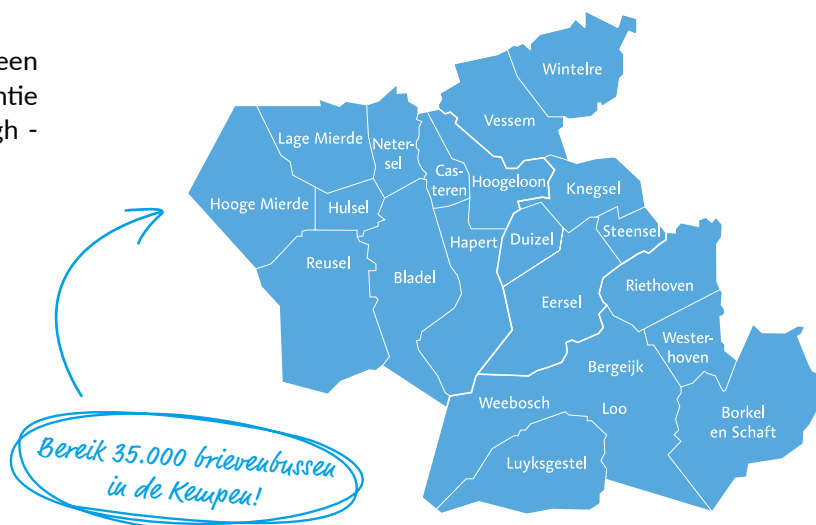 een
ntie
gh -
Wintelre
Vessem
Lage Mierde
Neter-
sel
Cas-
teren
Hoogeloon
Knegsel
Hooge Mierde
Hulsel
Hapert
Duizel
Steensel
Reusel
Bladel
Eersel
Riethoven
Wester-
hoven
Bergeijk
Weebosch
Loo
Borkel
en Schaft
Luyksgestel
Bereik 35.000 brievenbussen
in de Kempen!